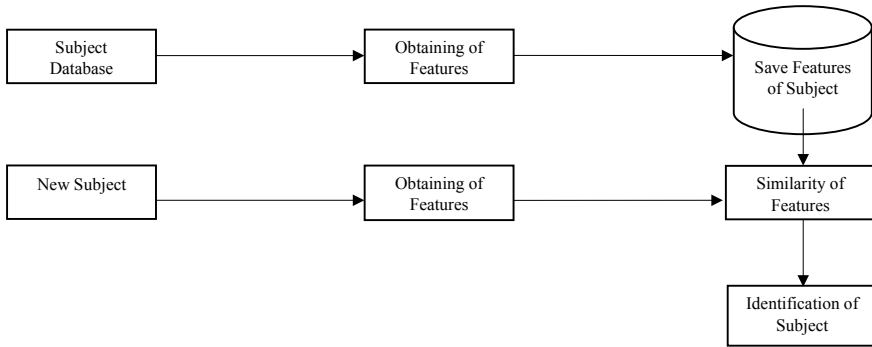 Subject
Database
Obtaining of
Features
Save Features
of Subject
New Subject
Obtaining of
Features
Similarity of
Features
Identification of
Subject